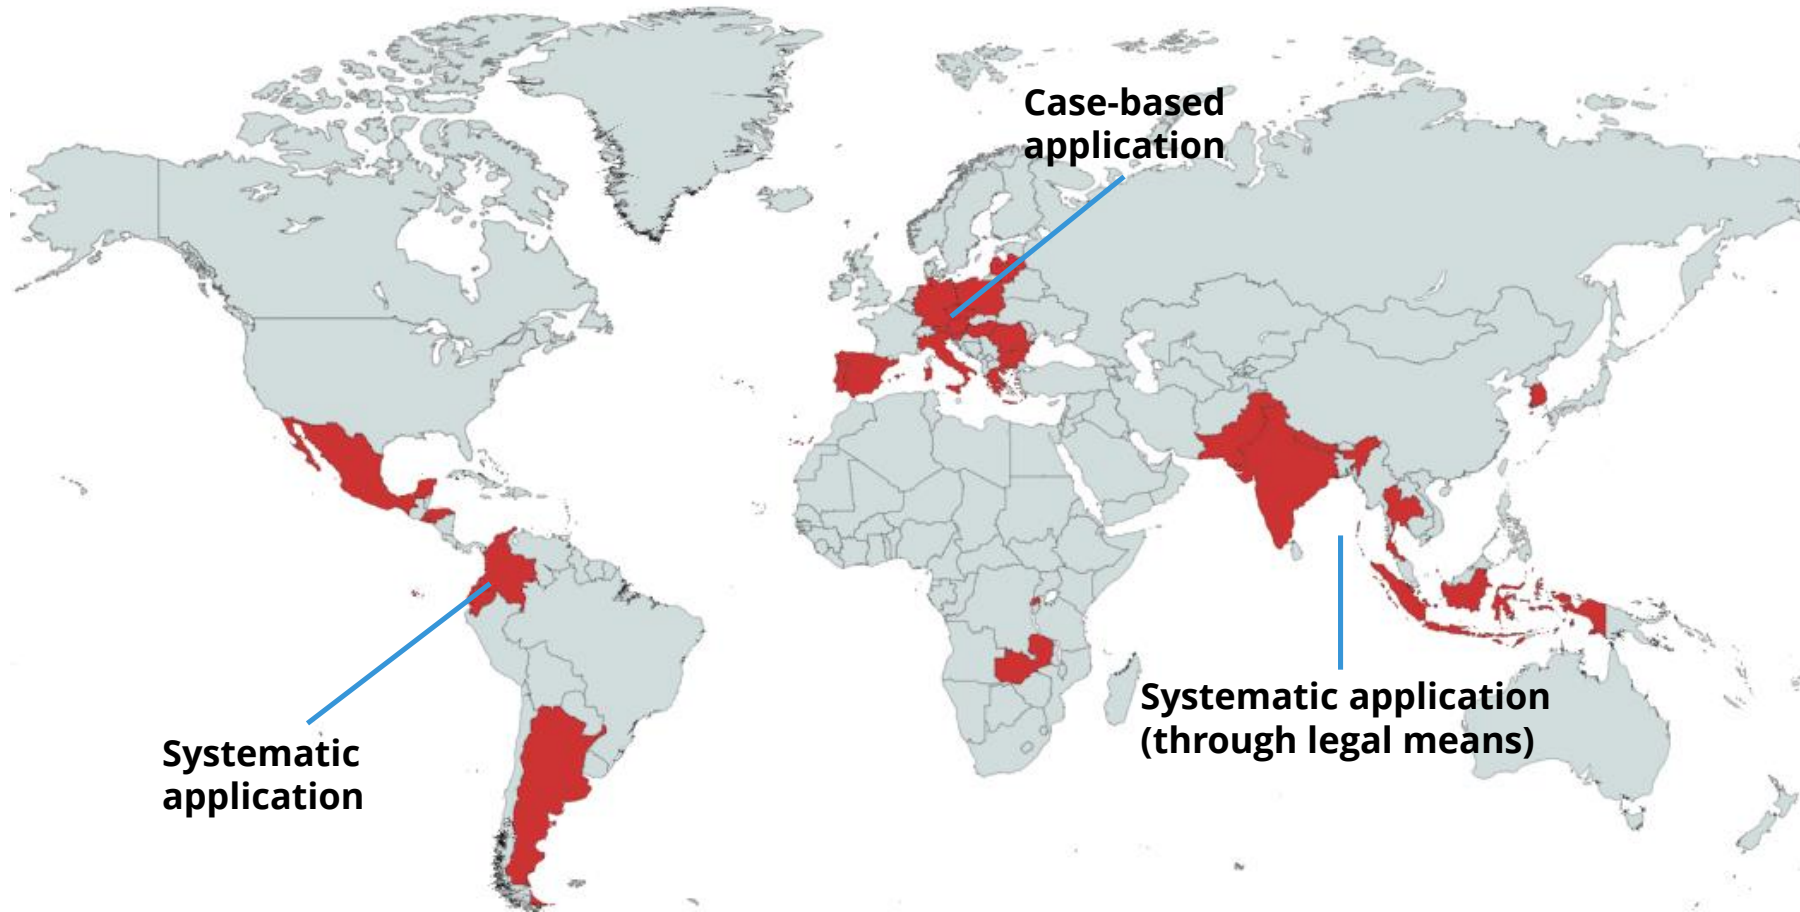 Case-based
application
Systematic application
(through legal means)
Systematic
application